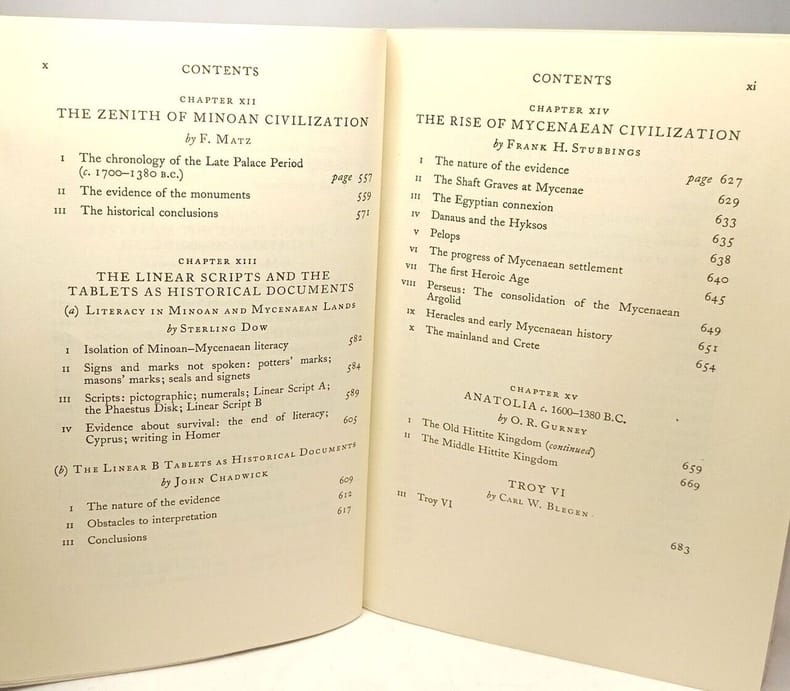 x
CONTENTS
CHAPTER XII
THE ZENITH OF MINOAN CIVILIZATION
by F. MATZ
I The chronology of the Late Palace Period
(c. 1700–1380 B.C.) page 557
II The evidence of the monuments 559
III The historical conclusions 571
CHAPTER XIII
THE LINEAR SCRIPTS AND THE
TABLETS AS HISTORICAL DOCUMENTS
(a) LITERACY IN MINOAN AND MYCENAEAN LANDS
by STERLING DOW
I Isolation of Minoan–Mycenaean literacy 582
II Signs and marks not spoken: potters' marks;
masons' marks; seals and signets 584
III Scripts: pictographic; numerals; Linear Script A;
the Phaestus Disk; Linear Script B 589
IV Evidence about survival: the end of literacy;
Cyprus; writing in Homer 605
(b) THE LINEAR B TABLETS AS HISTORICAL DOCUMENTS
by JOHN CHADWICK
I The nature of the evidence 609
II Obstacles to interpretation 612
III Conclusions 617
CONTENTS
xi
CHAPTER XIV
THE RISE OF MYCENAEAN CIVILIZATION
by FRANK H. STUBBINGS
I The nature of the evidence page 627
II The Shaft Graves at Mycenae 629
III The Egyptian connexion 633
IV Danaus and the Hyksos 635
V Pelops 638
VI The progress of Mycenaean settlement 640
VII The first Heroic Age 645
VIII Perseus: The consolidation of the Mycenaean
Argolid 649
IX Heracles and early Mycenaean history 651
X The mainland and Crete 654
CHAPTER XV
ANATOLIA c. 1600–1380 B.C.
by O. R. GURNEY
I The Old Hittite Kingdom (continued) 659
II The Middle Hittite Kingdom 669
TROY VI
by CARL W. BLEGEN
III Troy VI 683